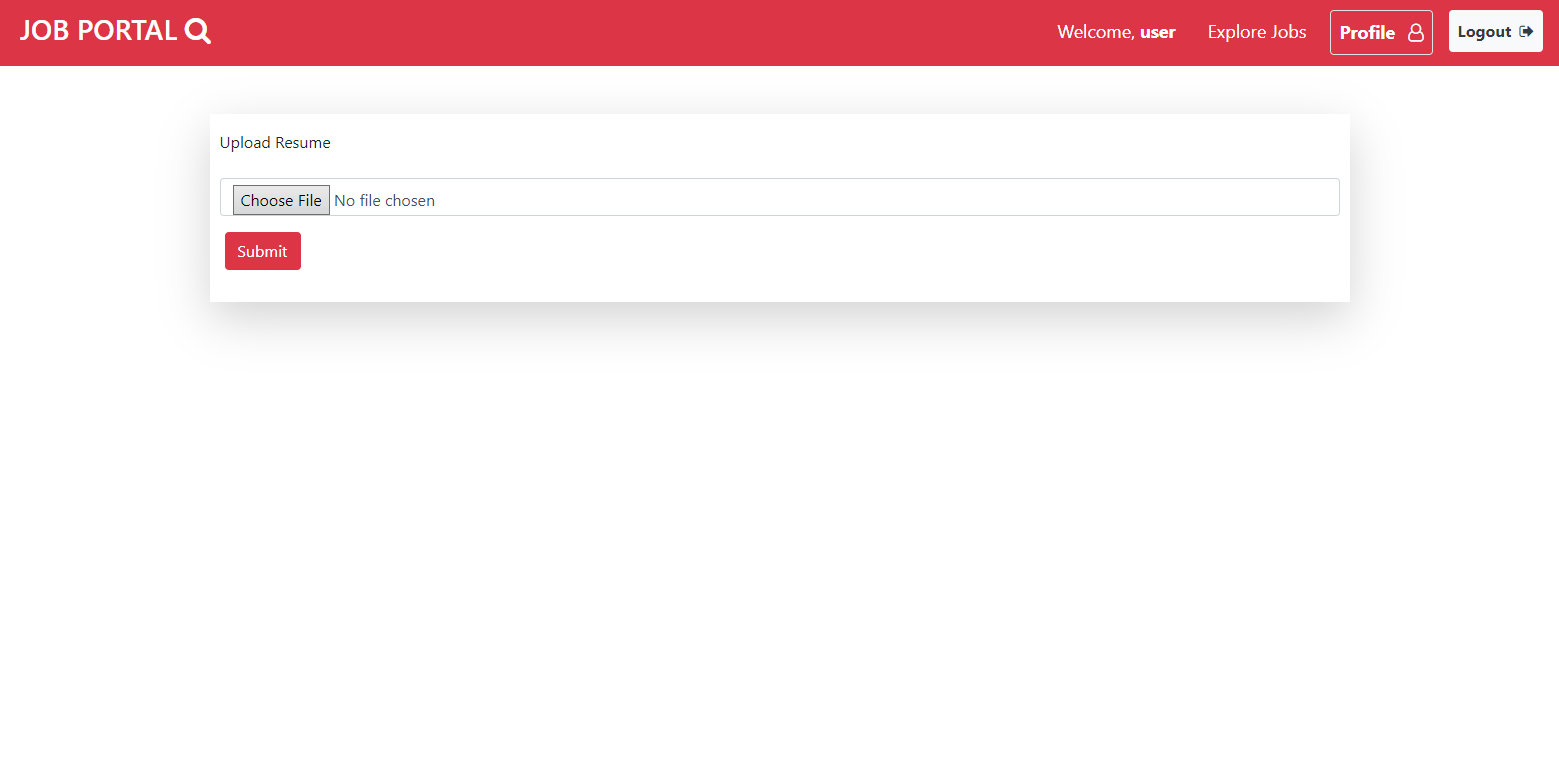 JOB PORTAL
Welcome, user Explore Jobs Profile Logout
Upload Resume
Choose File No file chosen
Submit